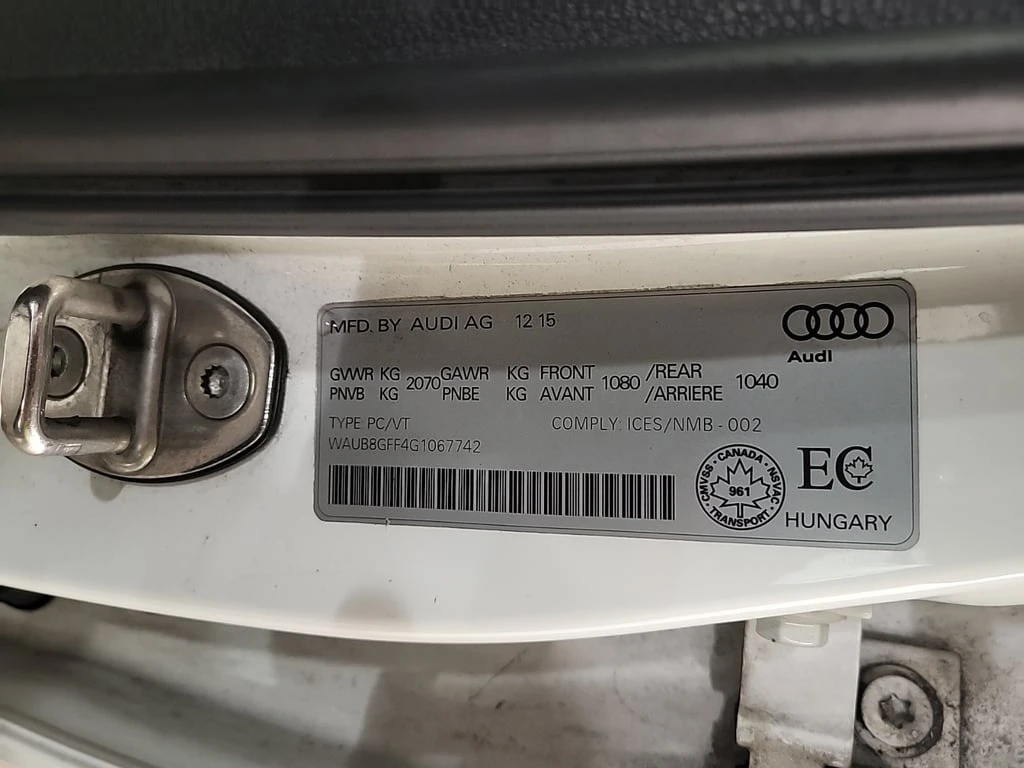 MFD. BY AUDI AG 12 15
Audi
GVWR KG 2070 GAWR KG FRONT 1080 /REAR 1040
PNVB KG PNBE KG AVANT /ARRIERE
TYPE PC/VT COMPLY: ICES/NMB - 002
WAUB8GFF4G1067742
CANADA · NSVAC · TRANSPORT · CMVSS ·
961
EC
HUNGARY